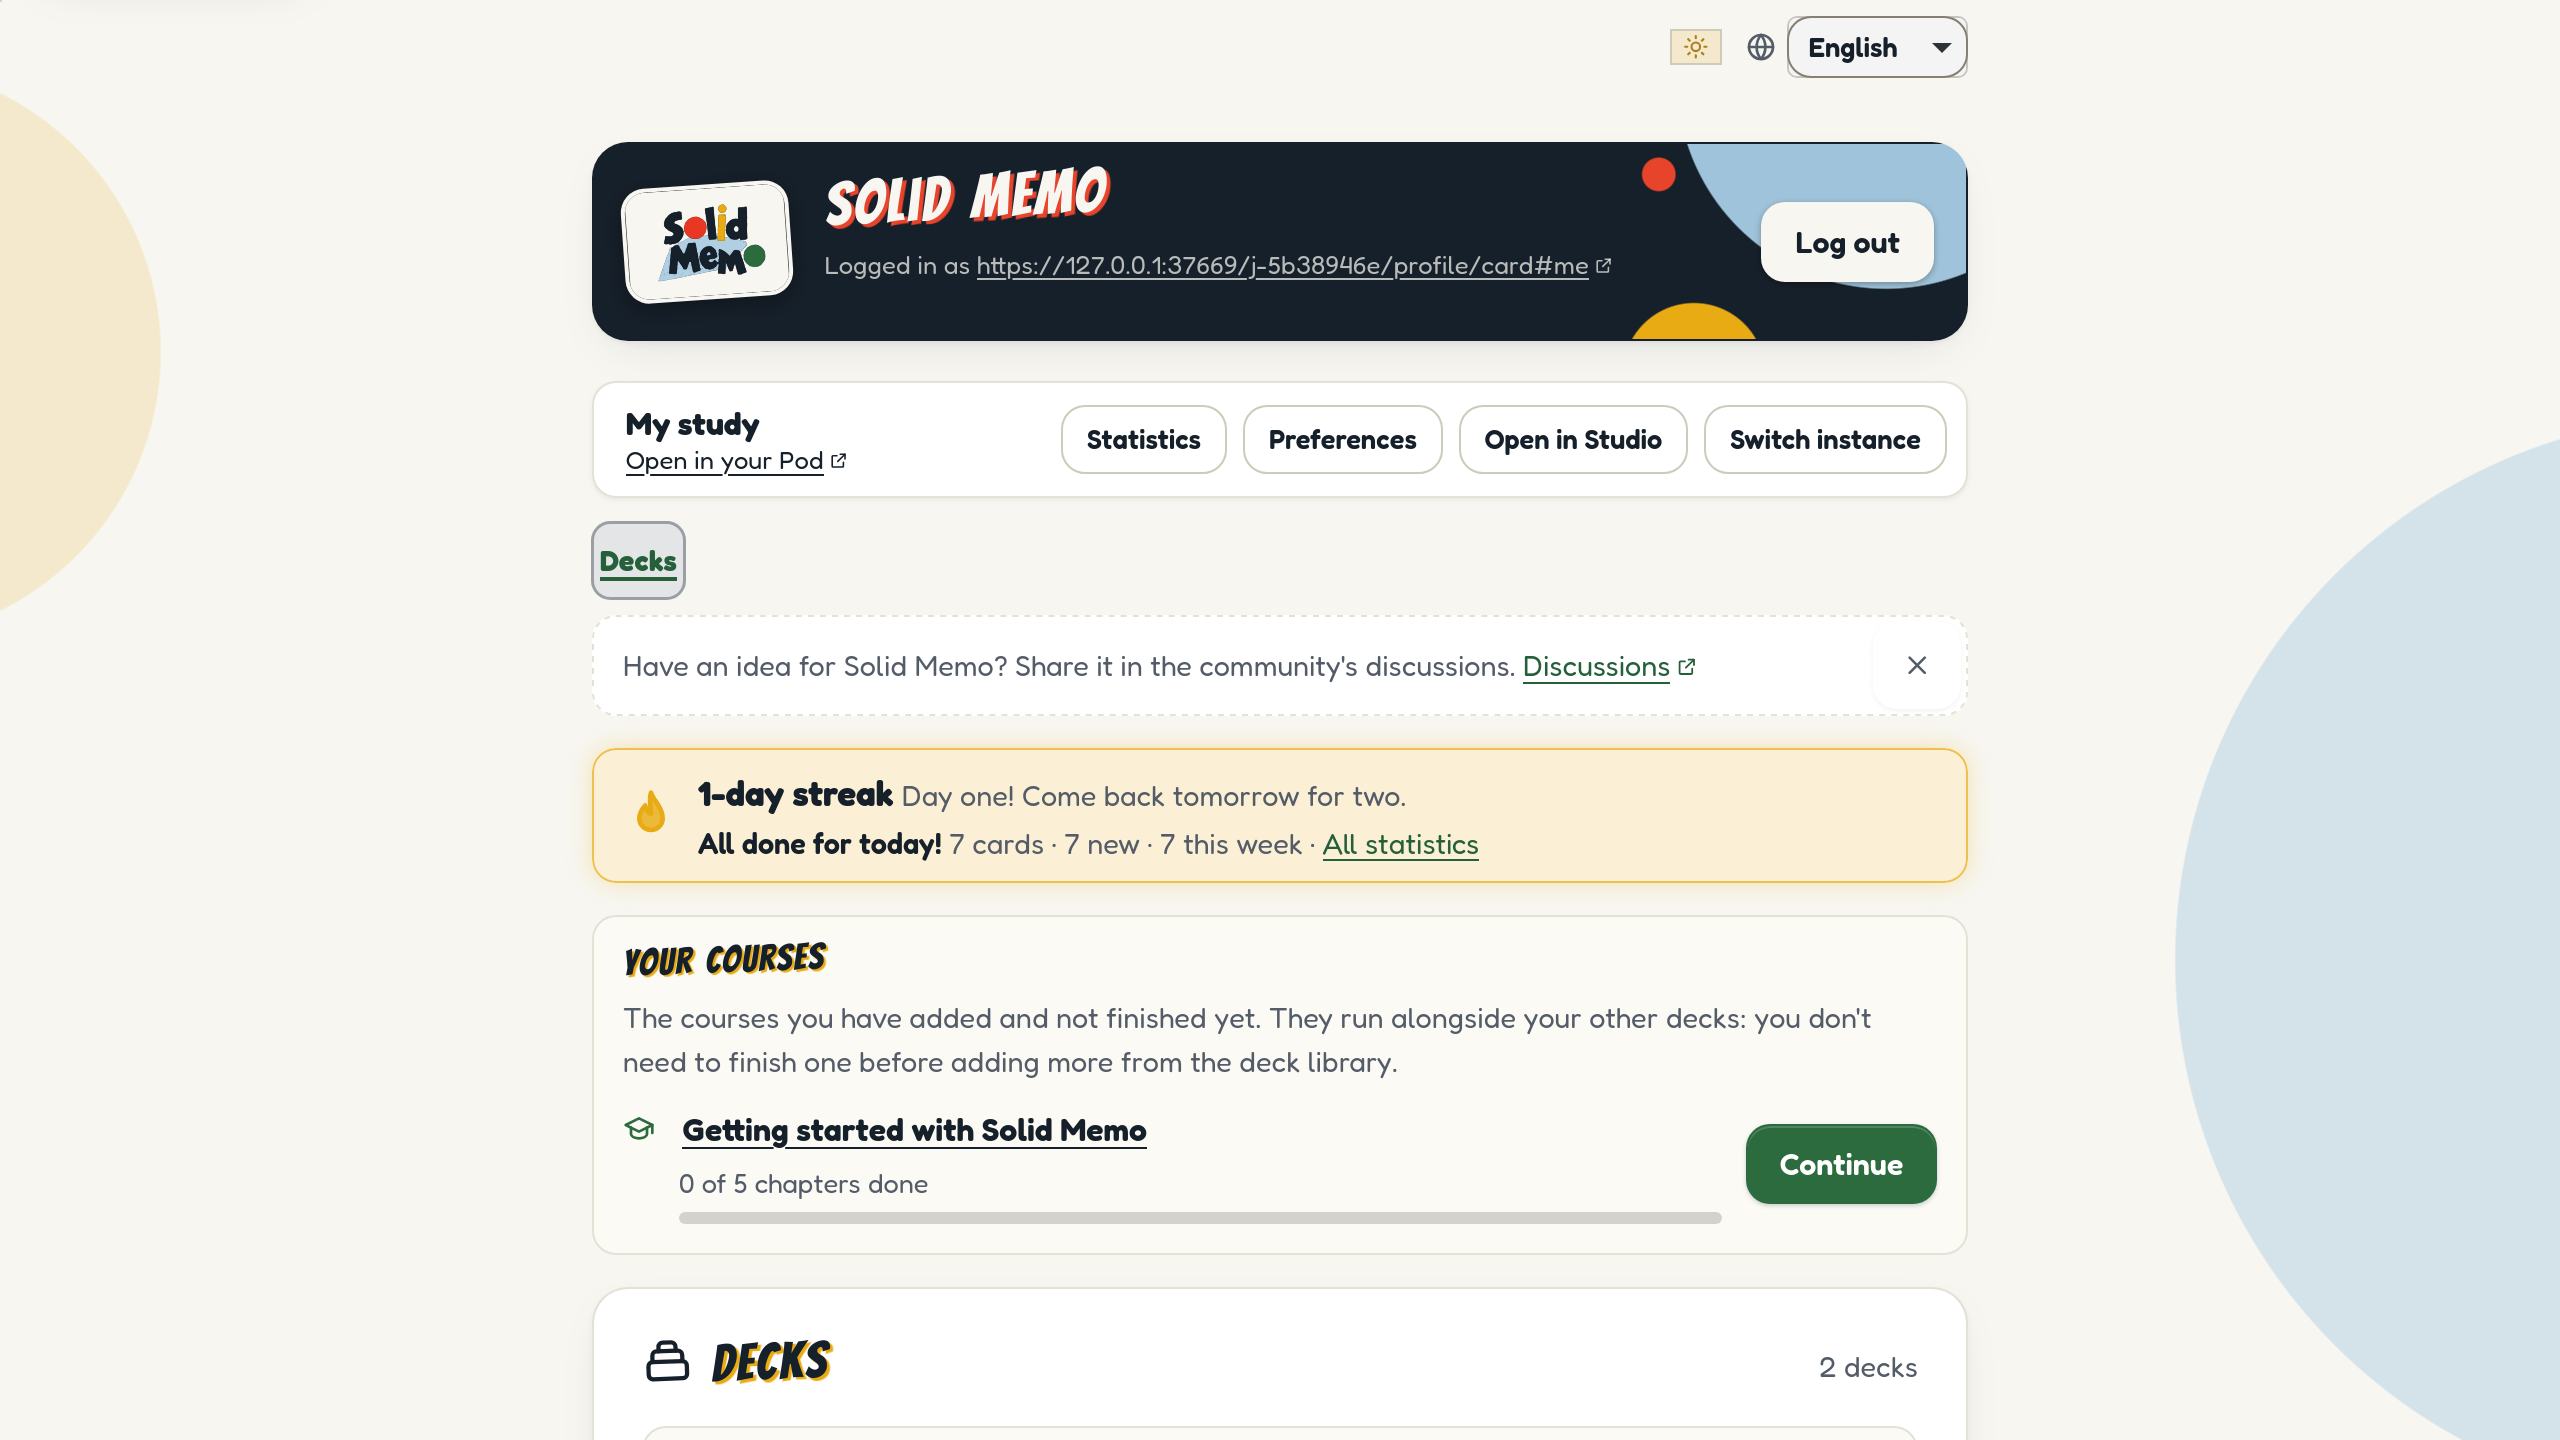 English
Solid
Memo
SOLID MEMO
Logged in as https://127.0.0.1:37669/j-5b38946e/profile/card#me
Log out
My study
Open in your Pod
Statistics
Preferences
Open in Studio
Switch instance
Decks
Have an idea for Solid Memo? Share it in the community's discussions. Discussions
1-day streak Day one! Come back tomorrow for two.
All done for today! 7 cards · 7 new · 7 this week · All statistics
YOUR COURSES
The courses you have added and not finished yet. They run alongside your other decks: you don't
need to finish one before adding more from the deck library.
Getting started with Solid Memo
0 of 5 chapters done
Continue
DECKS
2 decks